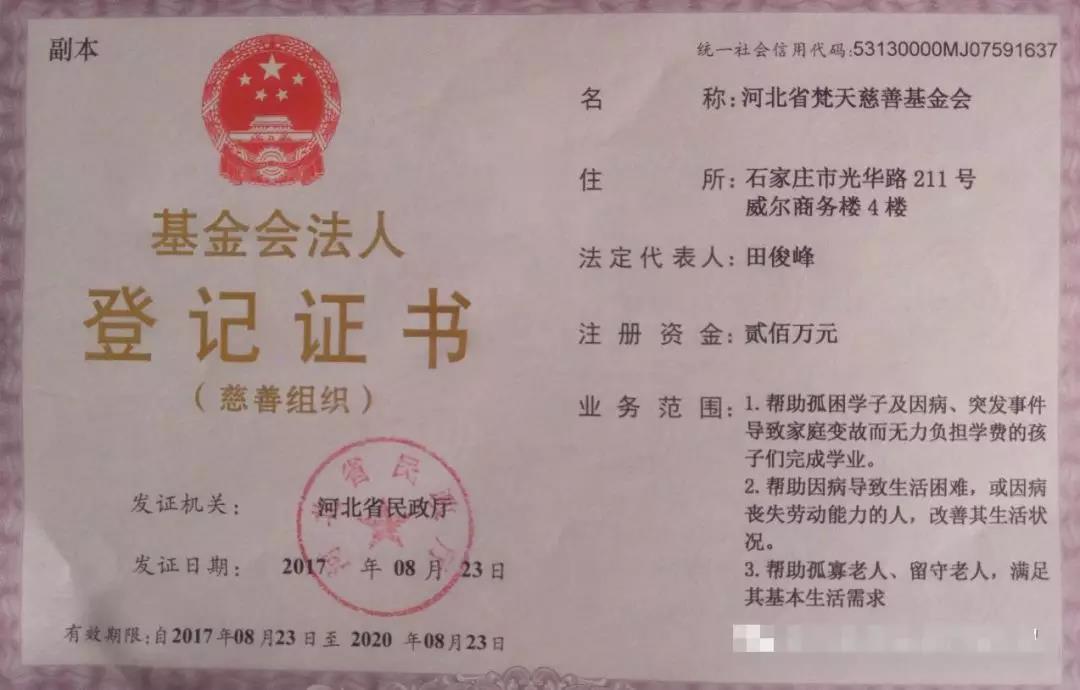 副本
统一社会信用代码:53130000MJ07591637
基金会法人
登记证书
（慈善组织）
发证机关：河北省民政厅
发证日期：2017年08月23日
有效期限:自2017年08月23日至2020年08月23日
名称：河北省梵天慈善基金会
住所：石家庄市光华路211号
威尔商务楼4楼
法定代表人：田俊峰
注册资金：贰佰万元
业务范围：1.帮助孤困学子及因病、突发事件
导致家庭变故而无力负担学费的孩
子们完成学业。
2.帮助因病导致生活困难，或因病
丧失劳动能力的人，改善其生活状
况。
3.帮助孤寡老人、留守老人，满足
其基本生活需求